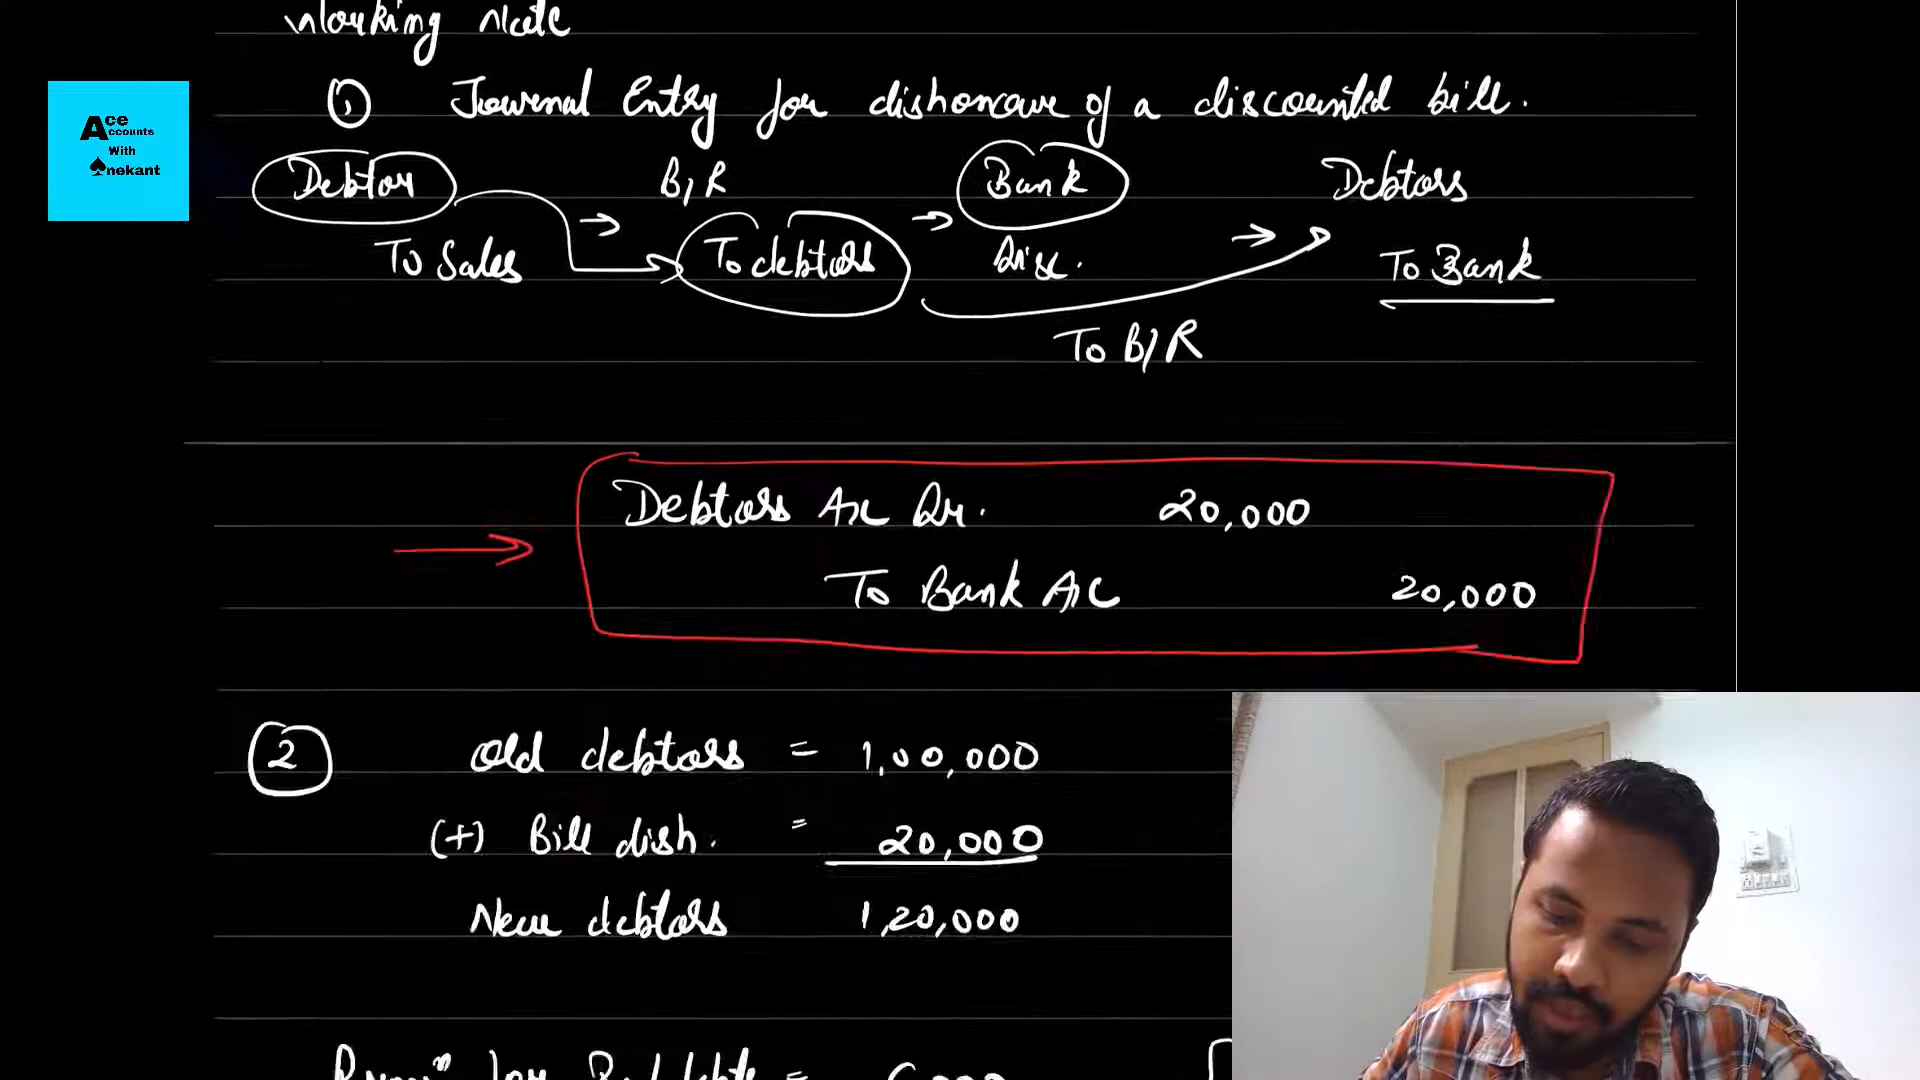 Working Note
Ace
Accounts
With
Anekant
① Journal Entry for dishonour of a discounted bill.
Debtor B/R Bank Debtors
To Sales → To debtors → Disc. → To Bank
To B/R
→ Debtors A/c Dr. 20,000
To Bank A/c 20,000
② Old debtors = 1,00,000
(+) Bill dish. = 20,000
New debtors 1,20,000